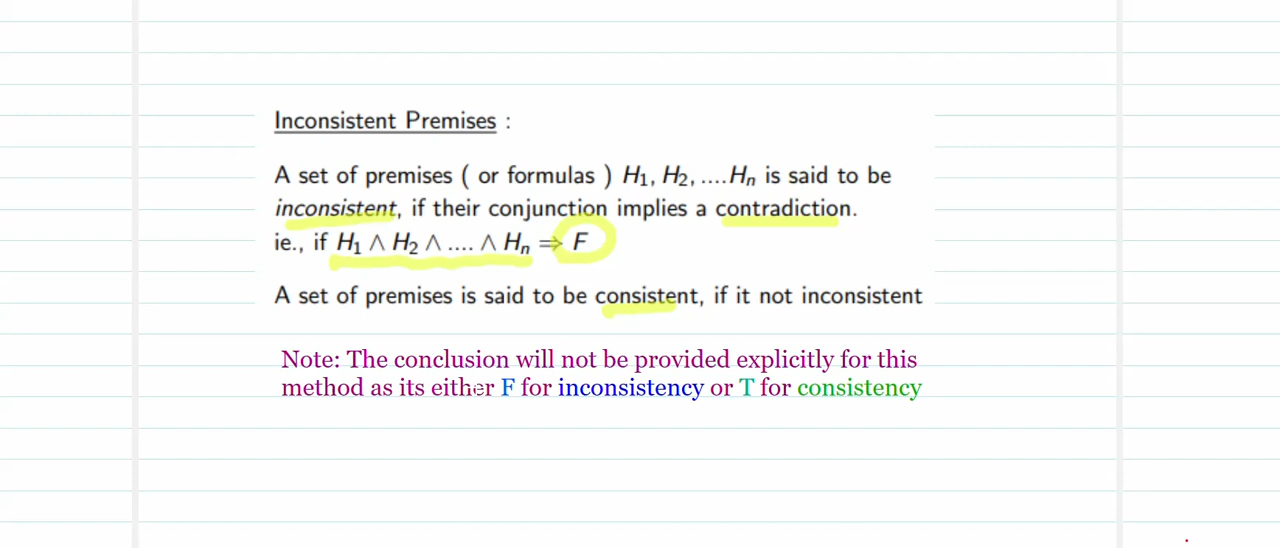 Inconsistent Premises :
A set of premises ( or formulas ) H₁, H₂, ....Hₙ is said to be
inconsistent, if their conjunction implies a contradiction.
ie., if H₁ ∧ H₂ ∧ .... ∧ Hₙ ⇒ F
A set of premises is said to be consistent, if it not inconsistent
Note: The conclusion will not be provided explicitly for this
method as its either F for inconsistency or T for consistency